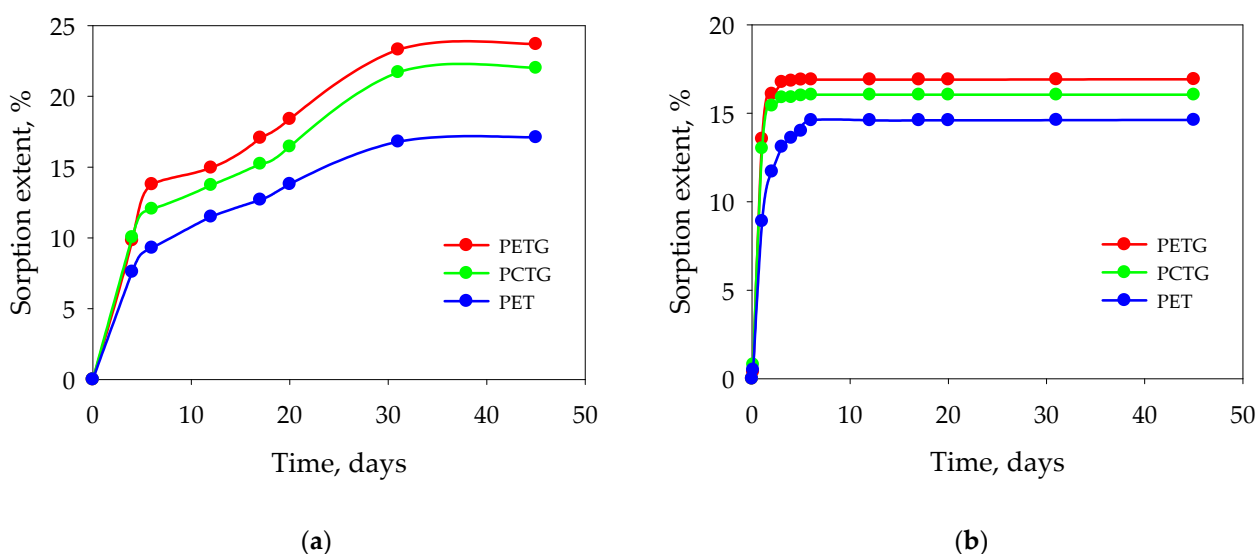 Sorption extent, %
25
20
15
10
5
0
PETG
PCTG
PET
0 10 20 30 40 50
Time, days
(a)
Sorption extent, %
20
15
10
5
0
PETG
PCTG
PET
0 10 20 30 40 50
Time, days
(b)